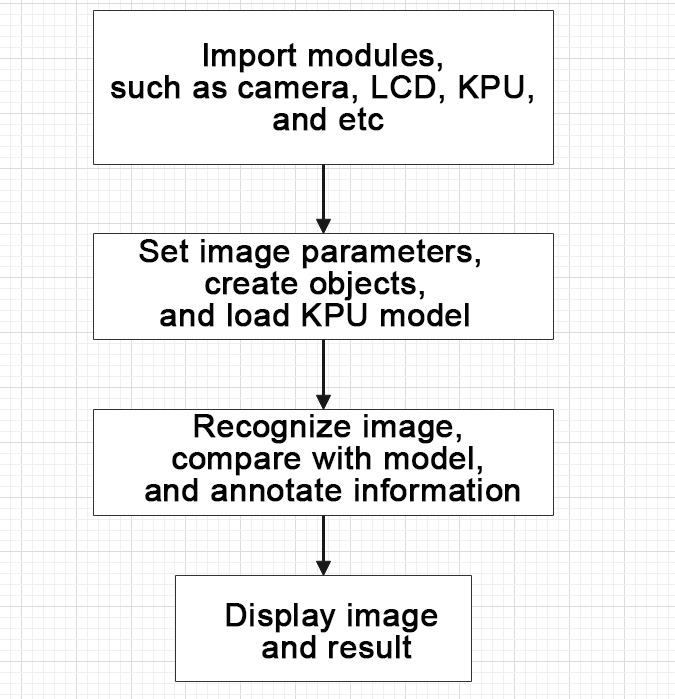 Import modules,
such as camera, LCD, KPU,
and etc
Set image parameters,
create objects,
and load KPU model
Recognize image,
compare with model,
and annotate information
Display image
and result